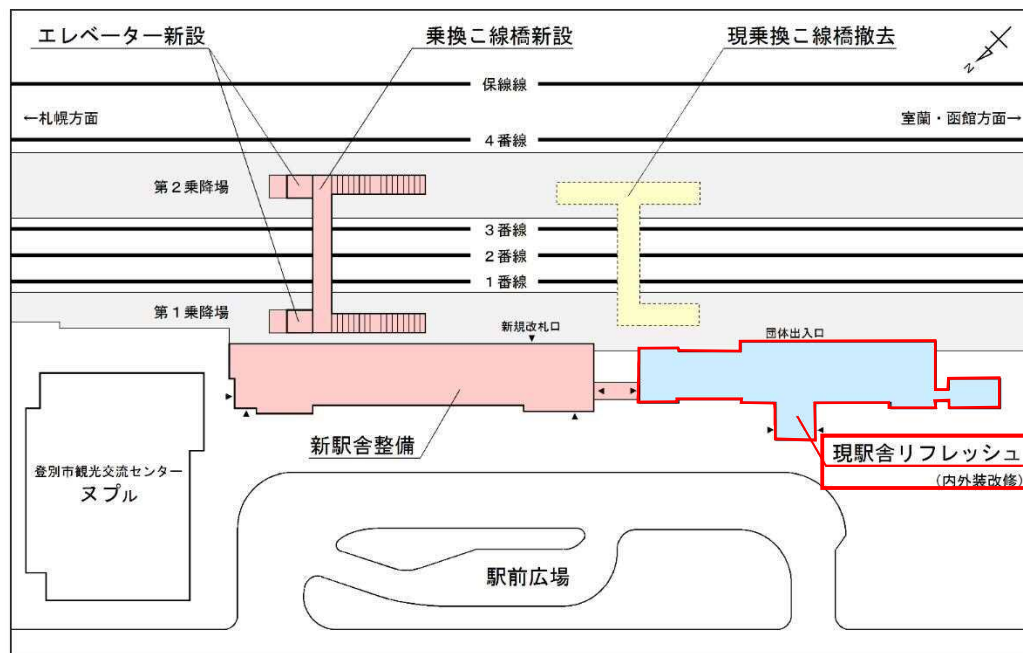 エレベーター新設
乗換こ線橋新設
現乗換こ線橋撤去
N
保線線
←札幌方面
室蘭・函館方面→
4番線
第2乗降場
3番線
2番線
1番線
第1乗降場
新規改札口
団体出入口
新駅舎整備
現駅舎リフレッシュ
(内外装改修)
登別市観光交流センター
ヌプル
駅前広場